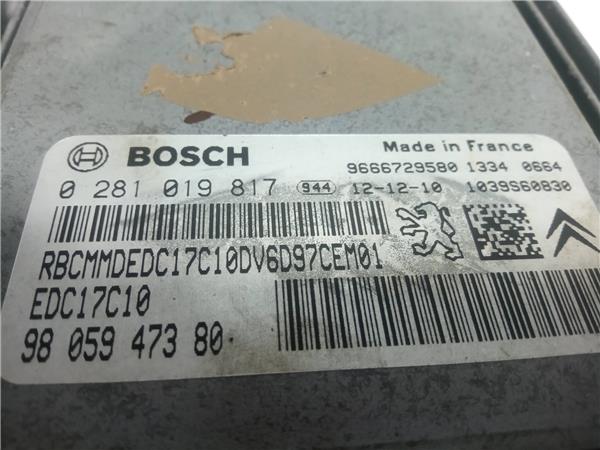 BOSCH
Made in France
9666729580 1334 0664
0 281 019 817 944 12-12-10 1039S60830
RBCMMDEDC17C10DV6D97CEM01
EDC17C10
98 059 473 80